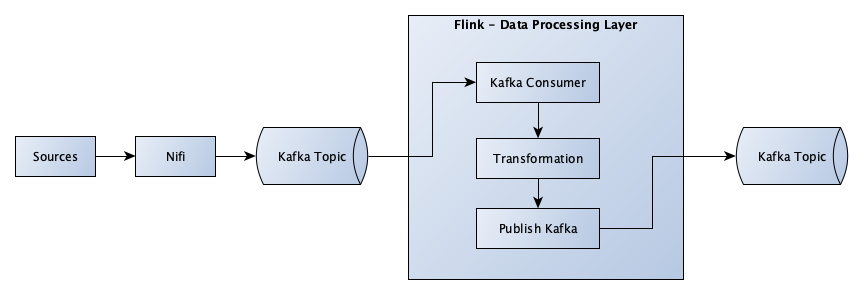 Flink – Data Processing Layer
Kafka Consumer
Sources
Nifi
Kafka Topic
Transformation
Kafka Topic
Publish Kafka